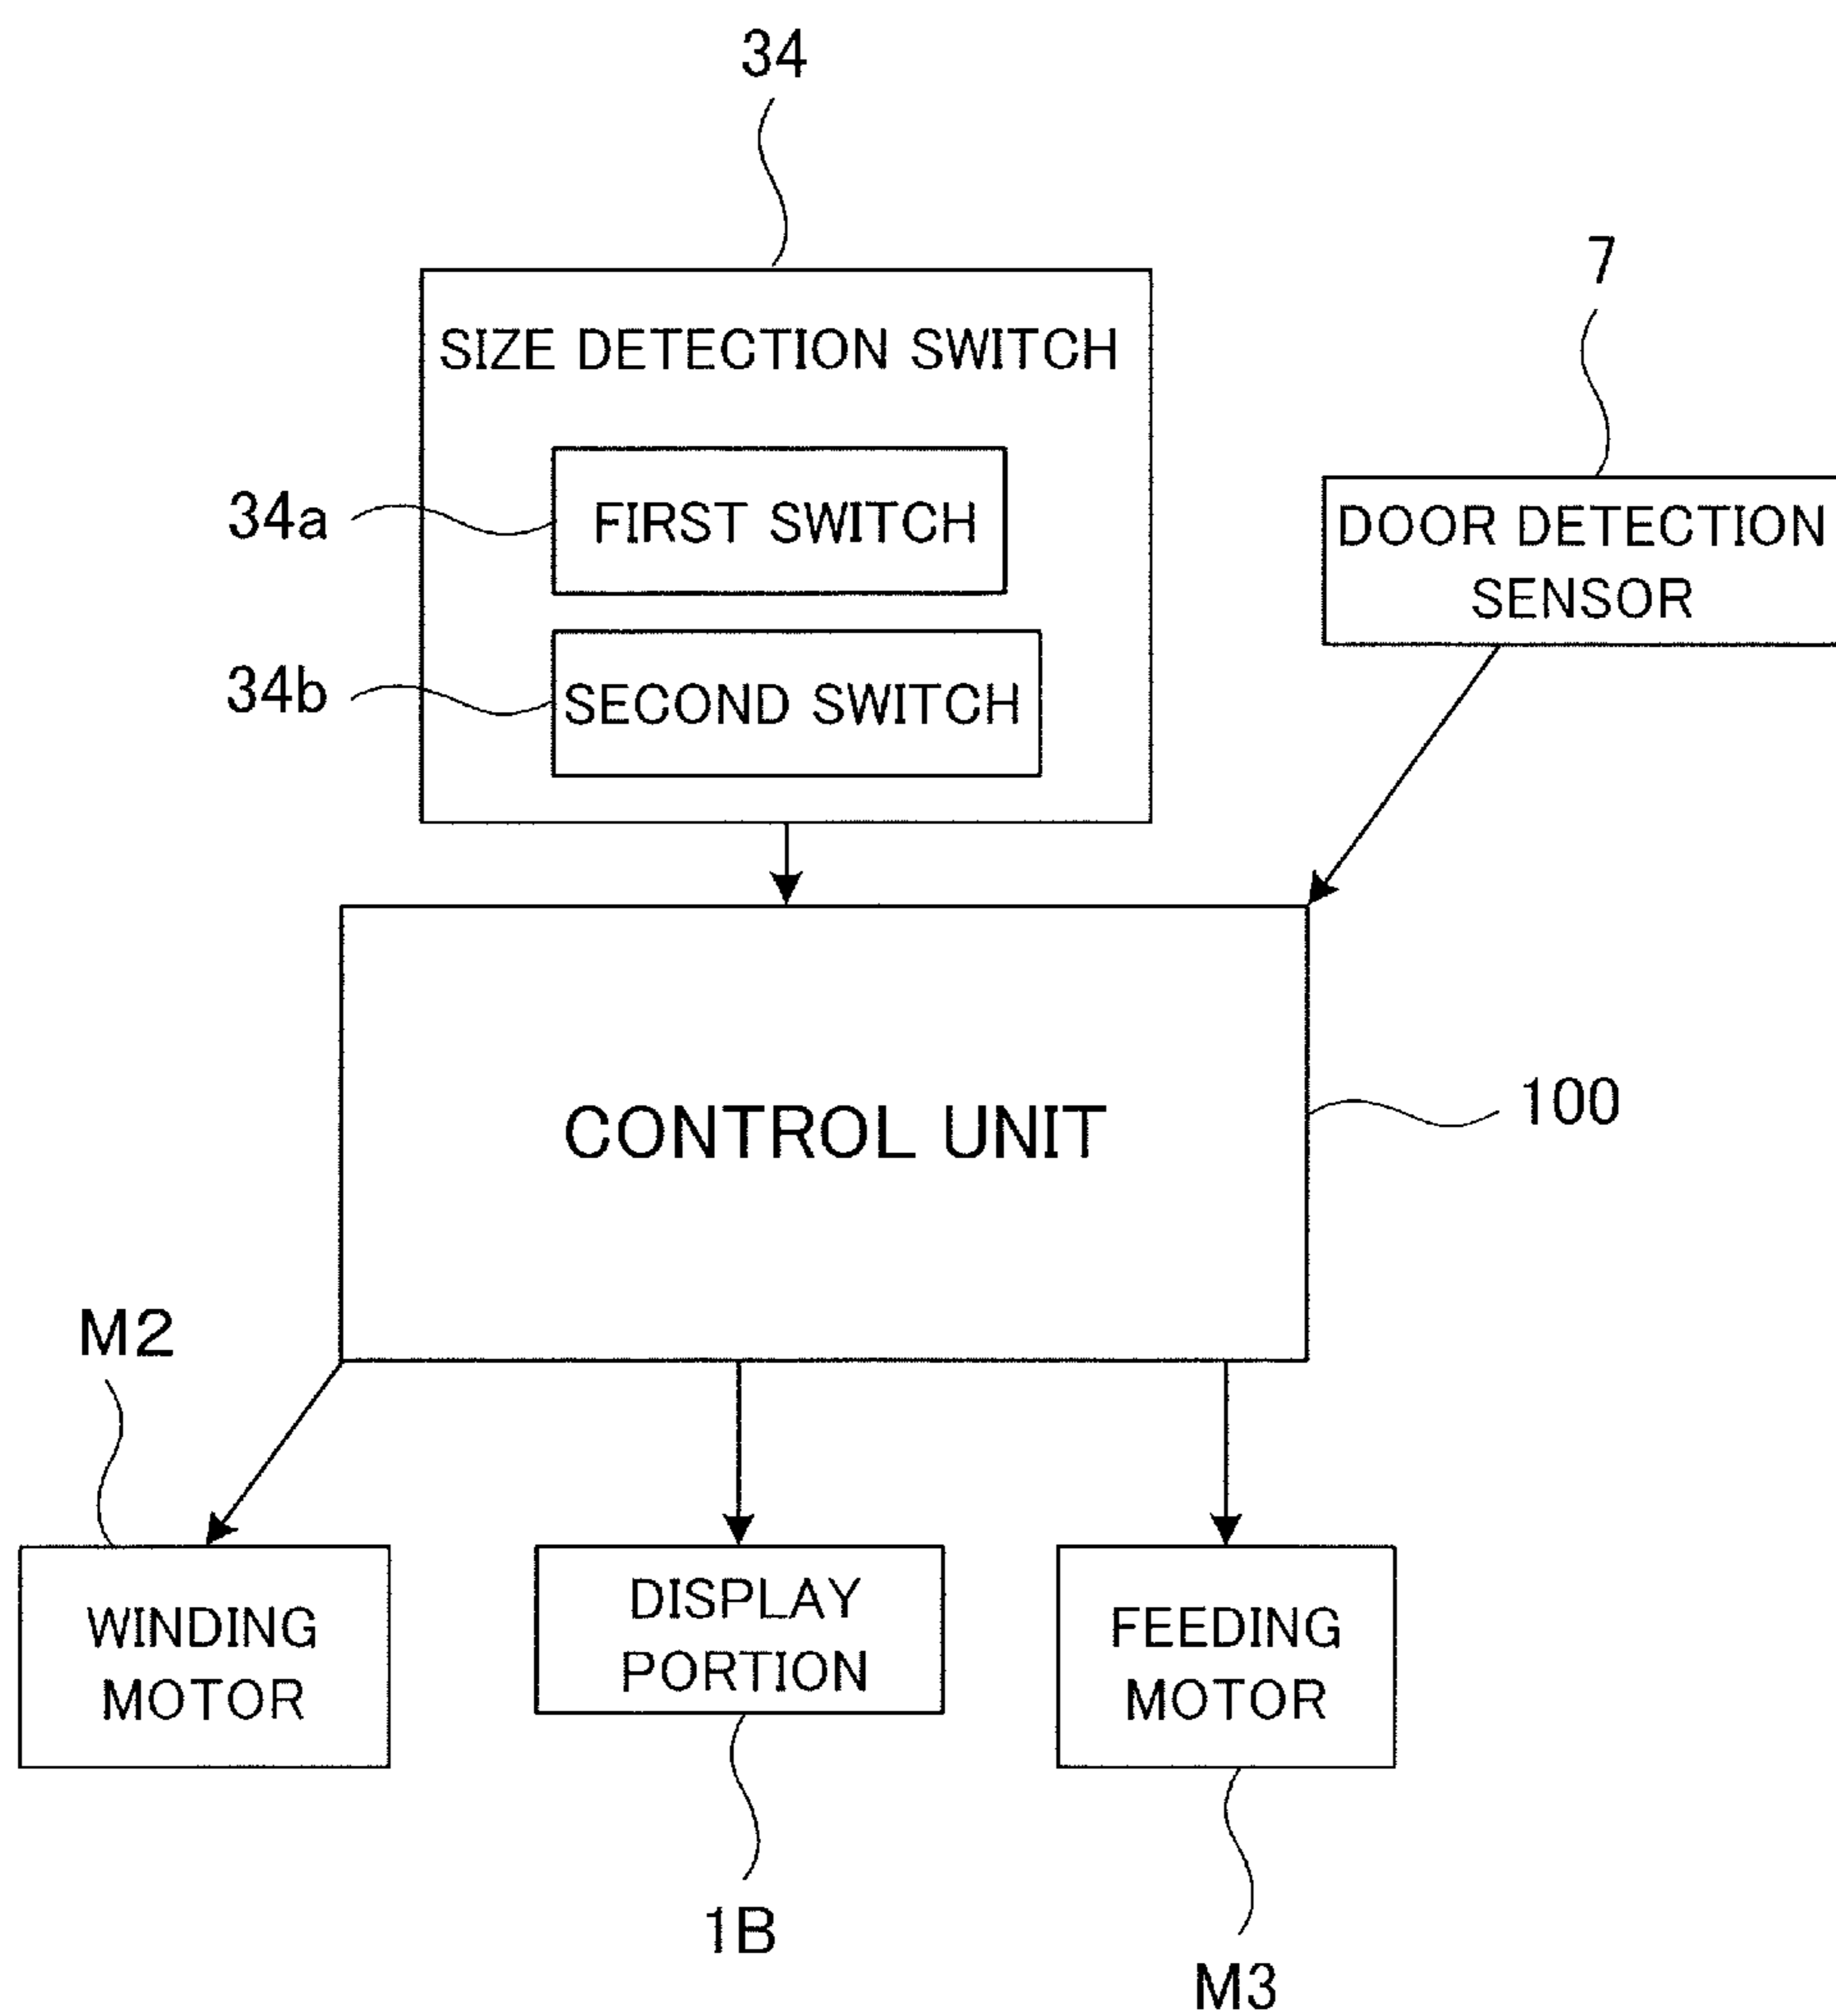 34
7
SIZE DETECTION SWITCH
34a
FIRST SWITCH
DOOR DETECTION
SENSOR
34b
SECOND SWITCH
CONTROL UNIT
100
M2
WINDING
MOTOR
DISPLAY
PORTION
FEEDING
MOTOR
1B
M3